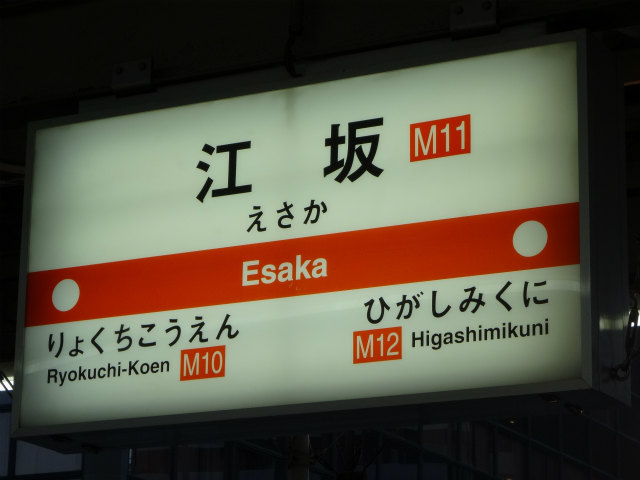 江坂 M11
えさか
Esaka
りょくちこうえん
Ryokuchi-Koen M10
ひがしみくに
M12 Higashimikuni